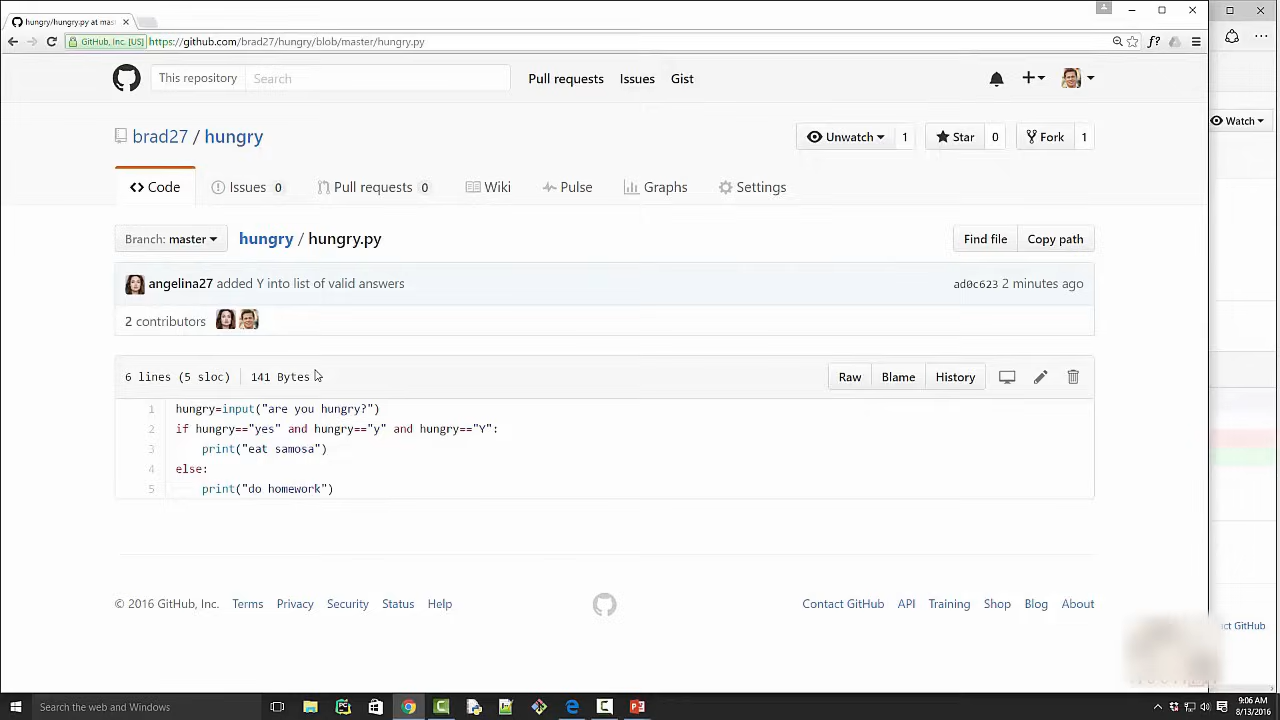 hungry/hungry.py at mas
GitHub, Inc. [US] https://github.com/brad27/hungry/blob/master/hungry.py
This repository Search Pull requests Issues Gist
brad27 / hungry Unwatch 1 Star 0 Fork 1
Watch
Code Issues 0 Pull requests 0 Wiki Pulse Graphs Settings
Branch: master hungry / hungry.py Find file Copy path
angelina27 added Y into list of valid answers ad0c623 2 minutes ago
2 contributors
6 lines (5 sloc) 141 Bytes Raw Blame History
1 hungry=input("are you hungry?")
2 if hungry=="yes" and hungry=="y" and hungry=="Y":
3 print("eat samosa")
4 else:
5 print("do homework")
© 2016 GitHub, Inc. Terms Privacy Security Status Help Contact GitHub API Training Shop Blog About
ct GitHub
Search the web and Windows
9:06 AM
8/13/2016